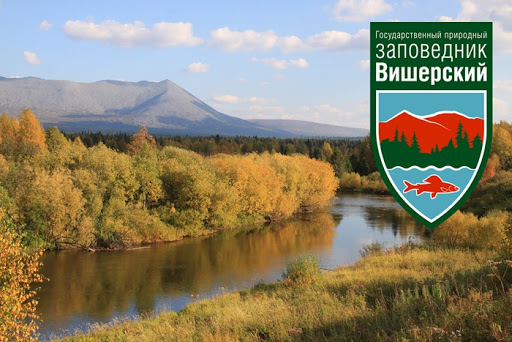 Государственный природный
заповедник
Вишерский